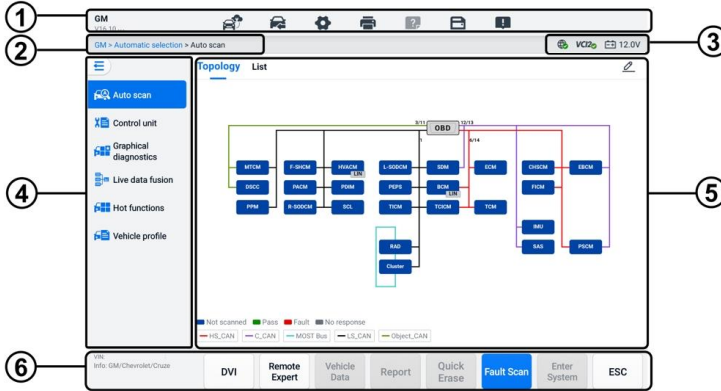 1
GM
V16.10...
2
GM > Automatic selection > Auto scan
3
VCI2 12.0V
4
Auto scan
Control unit
Graphical
diagnostics
Live data fusion
Hot functions
Vehicle profile
5
Topology List
3/11 OBD 12/13
1 6/14
MTCM F-SHCM HVACM L-SODCM SDM ECM CHSCM EBCM
LIN
DSCC PACM PDIM PEPS BCM FICM
LIN
PPM R-SODCM SCL TICM TCICM TCM
IMU
RAD SAS PSCM
Cluster
Not scanned Pass Fault No response
HS_CAN C_CAN MOST Bus LS_CAN Object_CAN
6
VIN:
Info: GM/Chevrolet/Cruze
DVI
Remote
Expert
Vehicle
Data
Report
Quick
Erase
Fault Scan
Enter
System
ESC